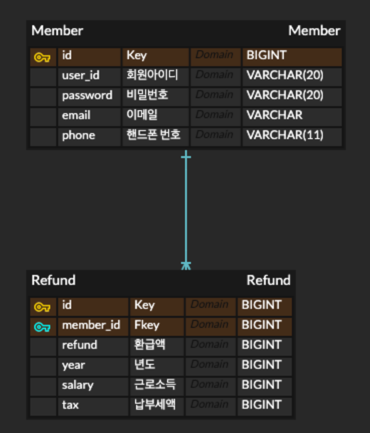 Member Member
id Key Domain BIGINT
user_id 회원아이디 Domain VARCHAR(20)
password 비밀번호 Domain VARCHAR(20)
email 이메일 Domain VARCHAR
phone 핸드폰 번호 Domain VARCHAR(11)
Refund Refund
id Key Domain BIGINT
member_id Fkey Domain BIGINT
refund 환급액 Domain BIGINT
year 년도 Domain BIGINT
salary 근로소득 Domain BIGINT
tax 납부세액 Domain BIGINT